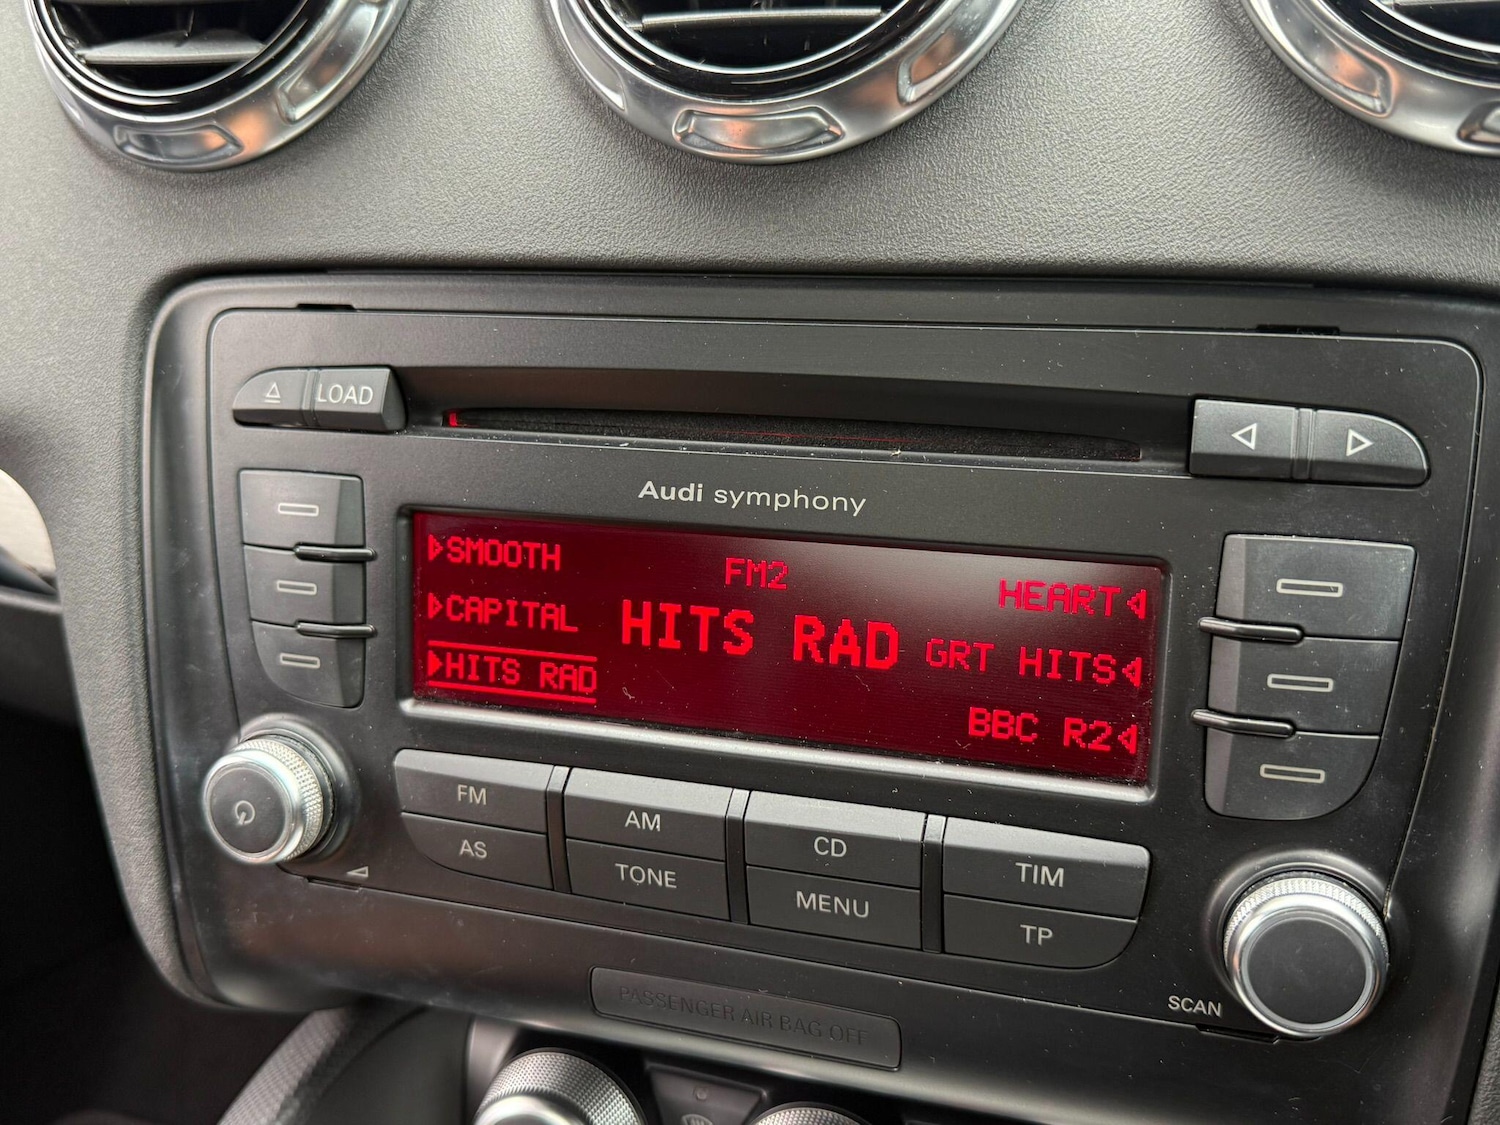 LOAD
Audi symphony
SMOOTH
FM2
HEART
CAPITAL
HITS RAD
GRT HITS
HITS RAD
BBC R2
FM
AM
CD
TIM
AS
TONE
MENU
TP
SCAN
PASSENGER AIR BAG OFF